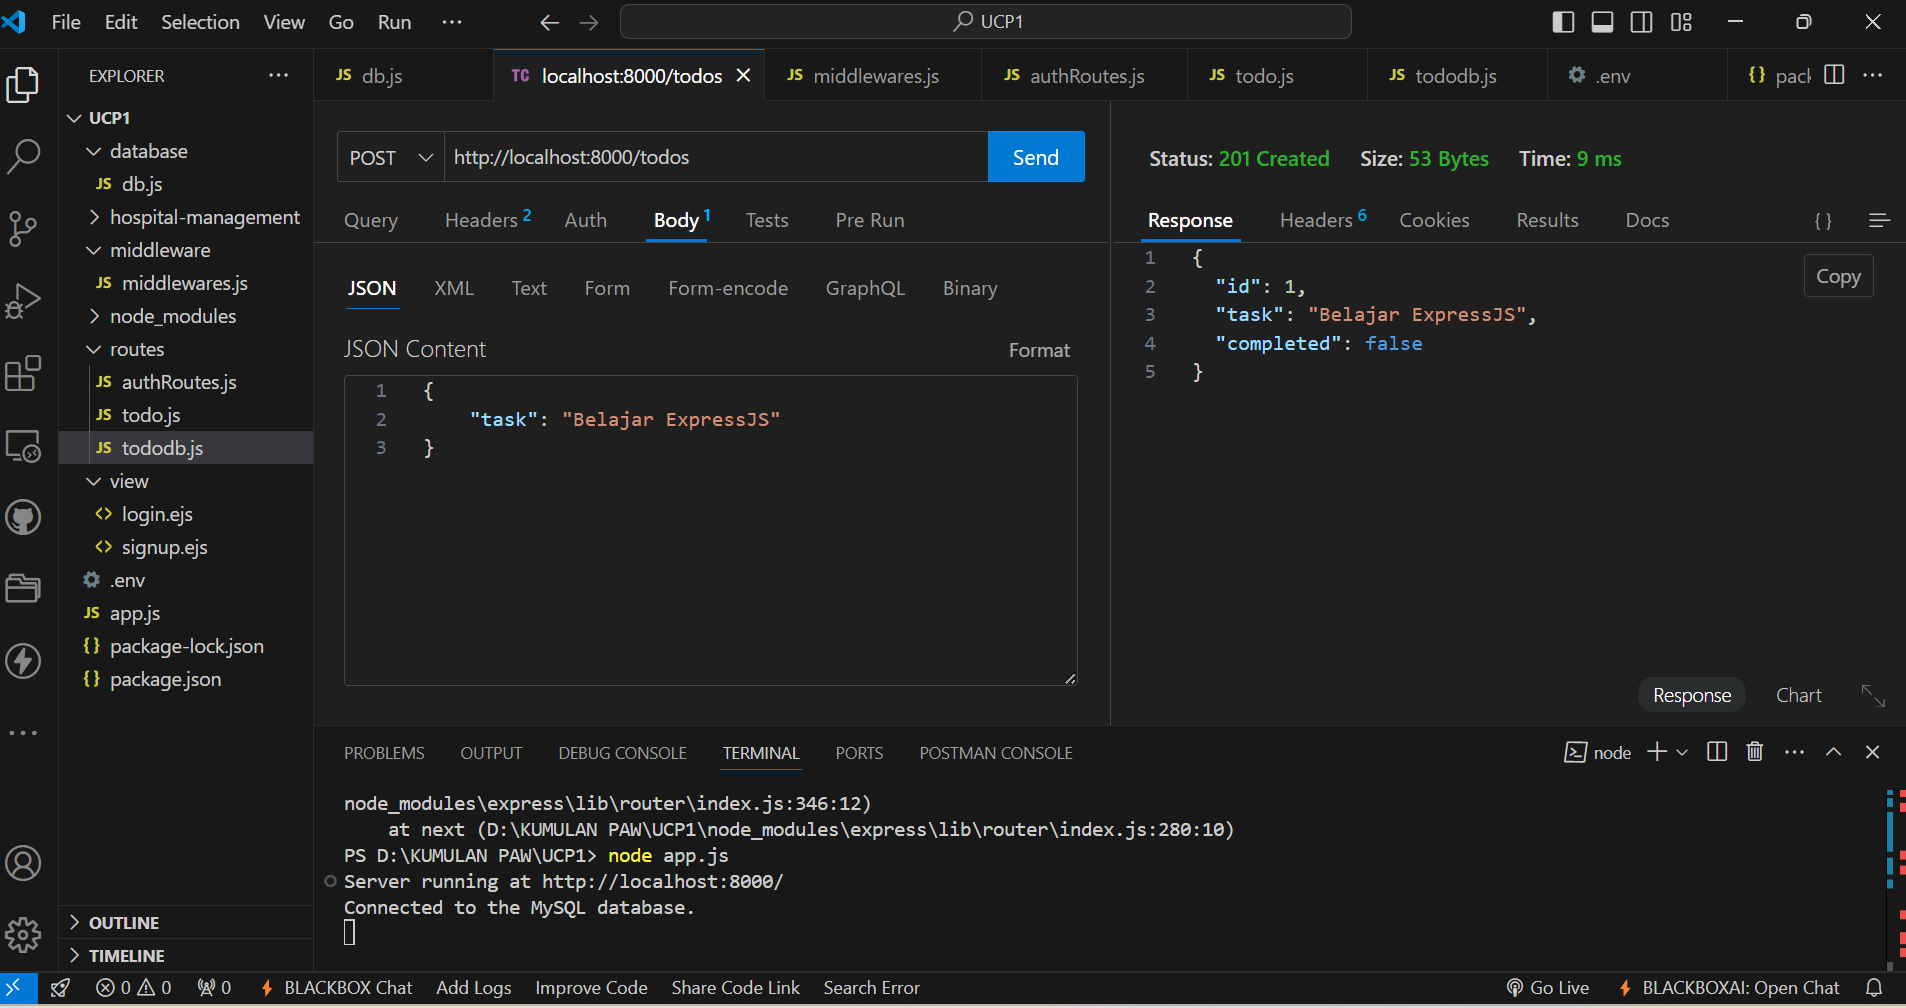 File Edit Selection View Go Run ···
UCP1
EXPLORER ···
UCP1
database
JS db.js
hospital-management
middleware
JS middlewares.js
node_modules
routes
JS authRoutes.js
JS todo.js
JS tododb.js
view
<> login.ejs
<> signup.ejs
.env
JS app.js
{} package-lock.json
{} package.json
OUTLINE
TIMELINE
JS db.js
TC localhost:8000/todos
JS middlewares.js
JS authRoutes.js
JS todo.js
JS tododb.js
.env
{} pack
···
POST http://localhost:8000/todos Send
Query Headers 2 Auth Body 1 Tests Pre Run
JSON XML Text Form Form-encode GraphQL Binary
JSON Content Format
1 {
2 "task": "Belajar ExpressJS"
3 }
Status: 201 Created Size: 53 Bytes Time: 9 ms
Response Headers 6 Cookies Results Docs { }
1 {
2 "id": 1,
3 "task": "Belajar ExpressJS",
4 "completed": false
5 }
Copy
Response Chart
PROBLEMS OUTPUT DEBUG CONSOLE TERMINAL PORTS POSTMAN CONSOLE node ···
node_modules\express\lib\router\index.js:346:12)
at next (D:\KUMULAN PAW\UCP1\node_modules\express\lib\router\index.js:280:10)
PS D:\KUMULAN PAW\UCP1> node app.js
Server running at http://localhost:8000/
Connected to the MySQL database.
0 0 0 BLACKBOX Chat Add Logs Improve Code Share Code Link Search Error Go Live BLACKBOXAI: Open Chat